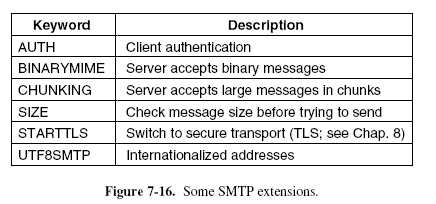 Keyword Description
AUTH Client authentication
BINARYMIME Server accepts binary messages
CHUNKING Server accepts large messages in chunks
SIZE Check message size before trying to send
STARTTLS Switch to secure transport (TLS; see Chap. 8)
UTF8SMTP Internationalized addresses
Figure 7-16. Some SMTP extensions.